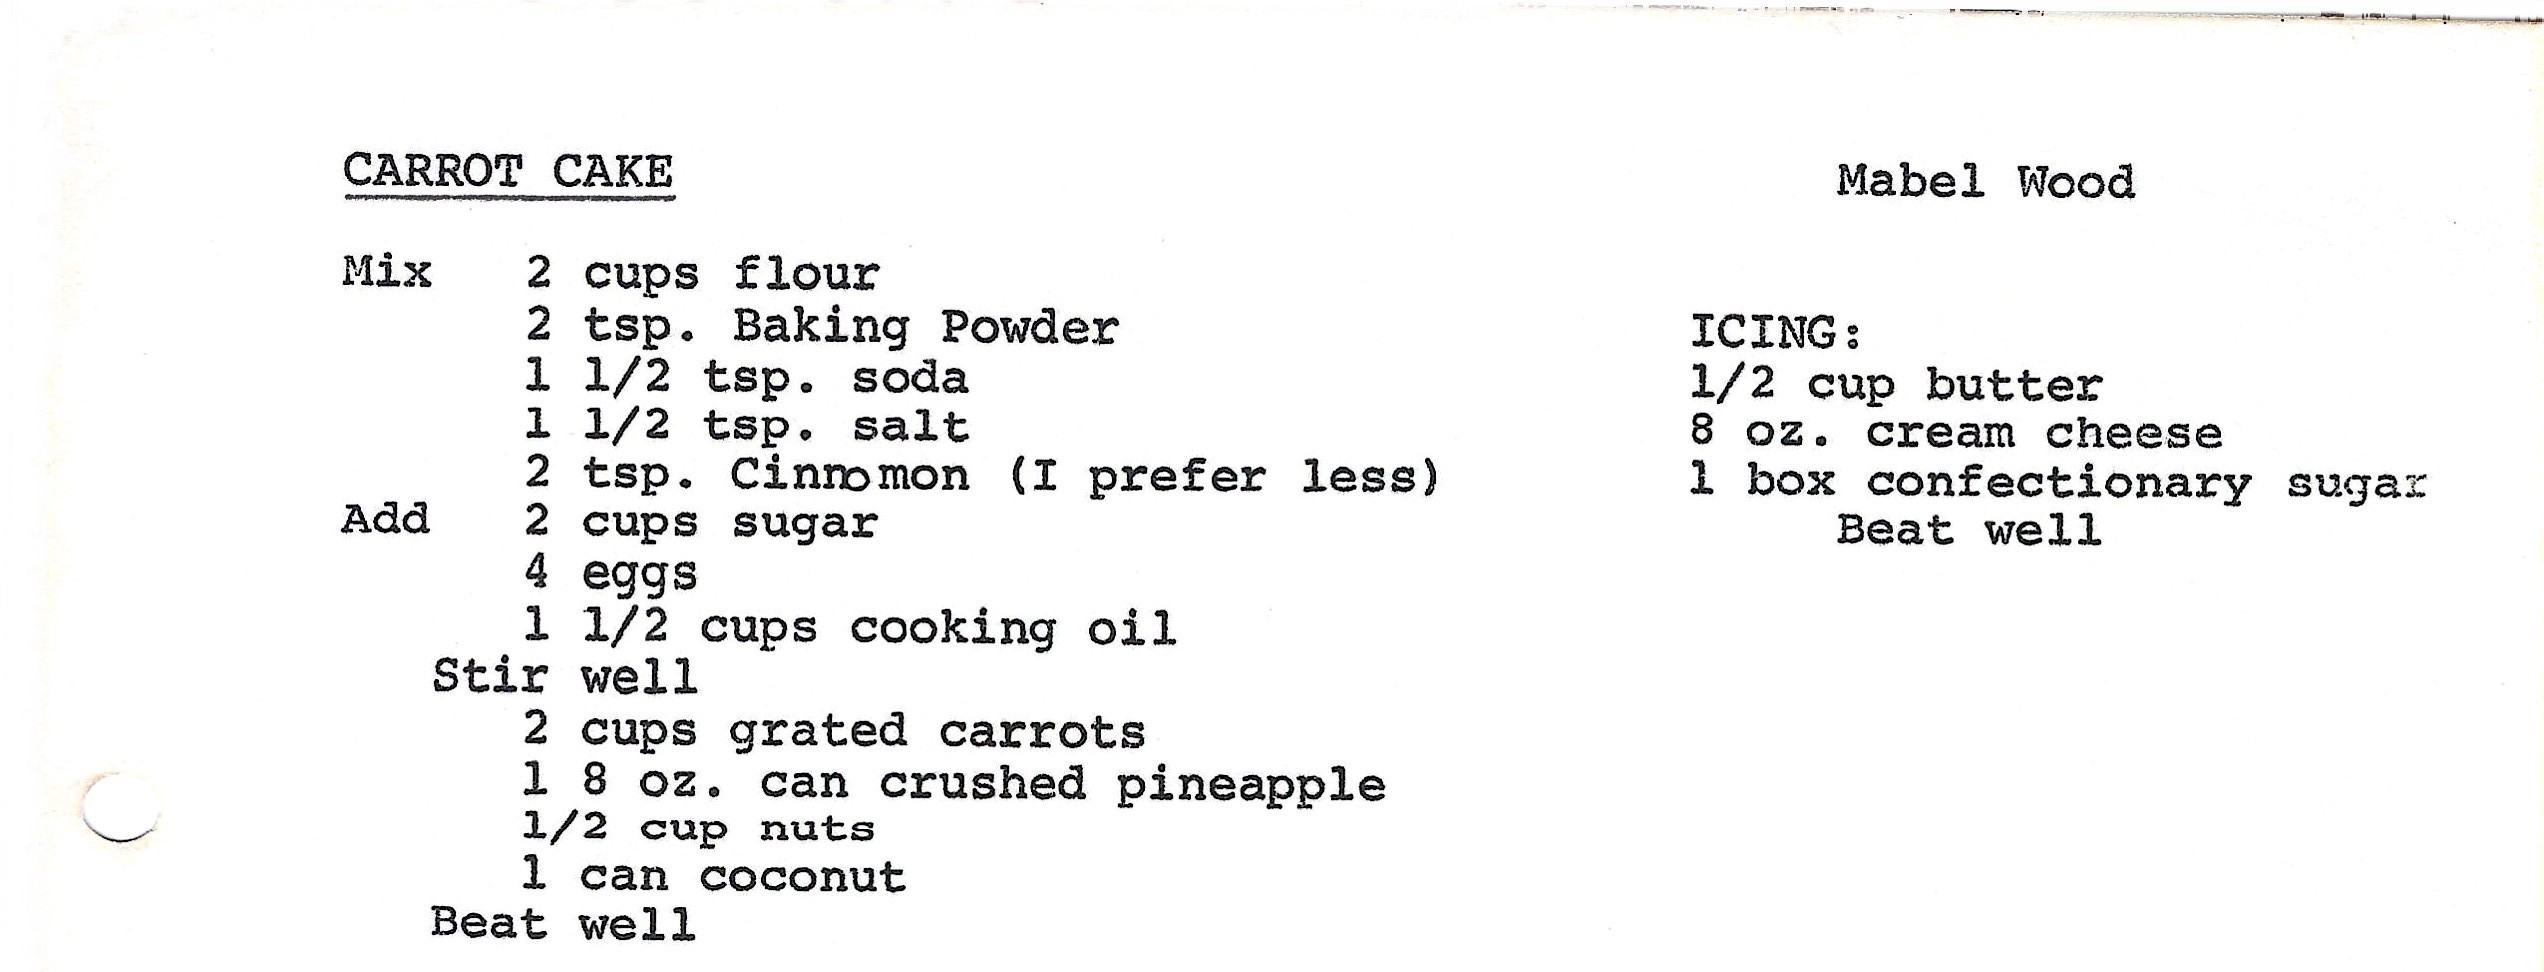 CARROT CAKE
Mabel Wood
Mix 2 cups flour
2 tsp. Baking Powder
1 1/2 tsp. soda
1 1/2 tsp. salt
2 tsp. Cinnomon (I prefer less)
Add 2 cups sugar
4 eggs
1 1/2 cups cooking oil
Stir well
2 cups grated carrots
1 8 oz. can crushed pineapple
1/2 cup nuts
1 can coconut
Beat well
ICING:
1/2 cup butter
8 oz. cream cheese
1 box confectionary sugar
Beat well